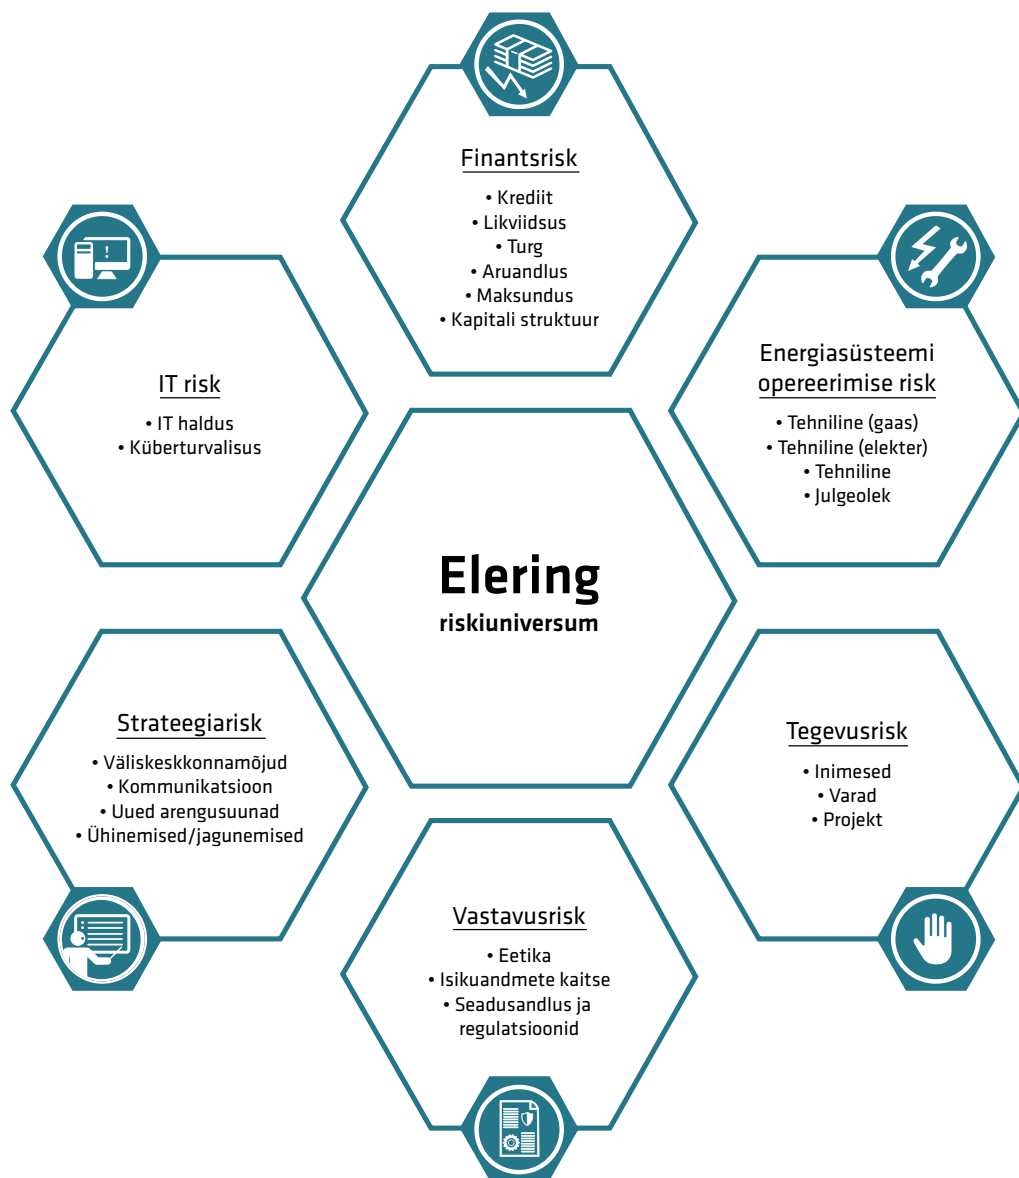 Finantsrisk
• Krediit
• Likviidsus
• Turg
• Aruandlus
• Maksundus
• Kapitali struktuur
IT risk
• IT haldus
• Küberturvalisus
Energiasüsteemi
opereerimise risk
• Tehniline (gaas)
• Tehniline (elekter)
• Tehniline
• Julgeolek
Elering
riskiuniversum
Strateegiarisk
• Väliskeskkonnamõjud
• Kommunikatsioon
• Uued arengusuunad
• Ühinemised/jagunemised
Tegevusrisk
• Inimesed
• Varad
• Projekt
Vastavusrisk
• Eetika
• Isikuandmete kaitse
• Seadusandlus ja
regulatsioonid